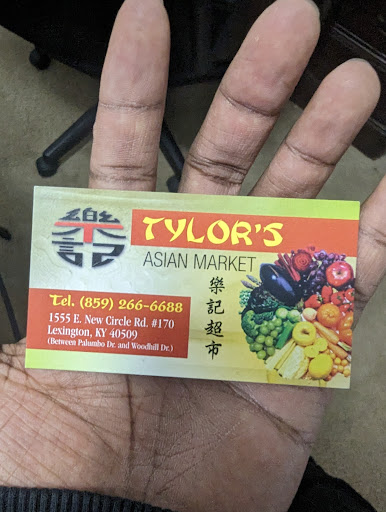 樂記
TYLOR'S
ASIAN MARKET
樂記超市
Tel. (859) 266-6688
1555 E. New Circle Rd. #170
Lexington, KY 40509
(Between Palumbo Dr. and Woodhill Dr.)